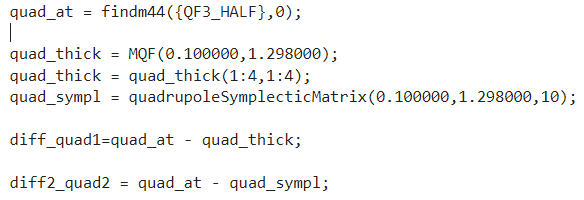 quad_at = findm44({QF3_HALF},0);
quad_thick = MQF(0.100000,1.298000);
quad_thick = quad_thick(1:4,1:4);
quad_sympl = quadrupoleSymplecticMatrix(0.100000,1.298000,10);
diff_quad1=quad_at - quad_thick;
diff2_quad2 = quad_at - quad_sympl;